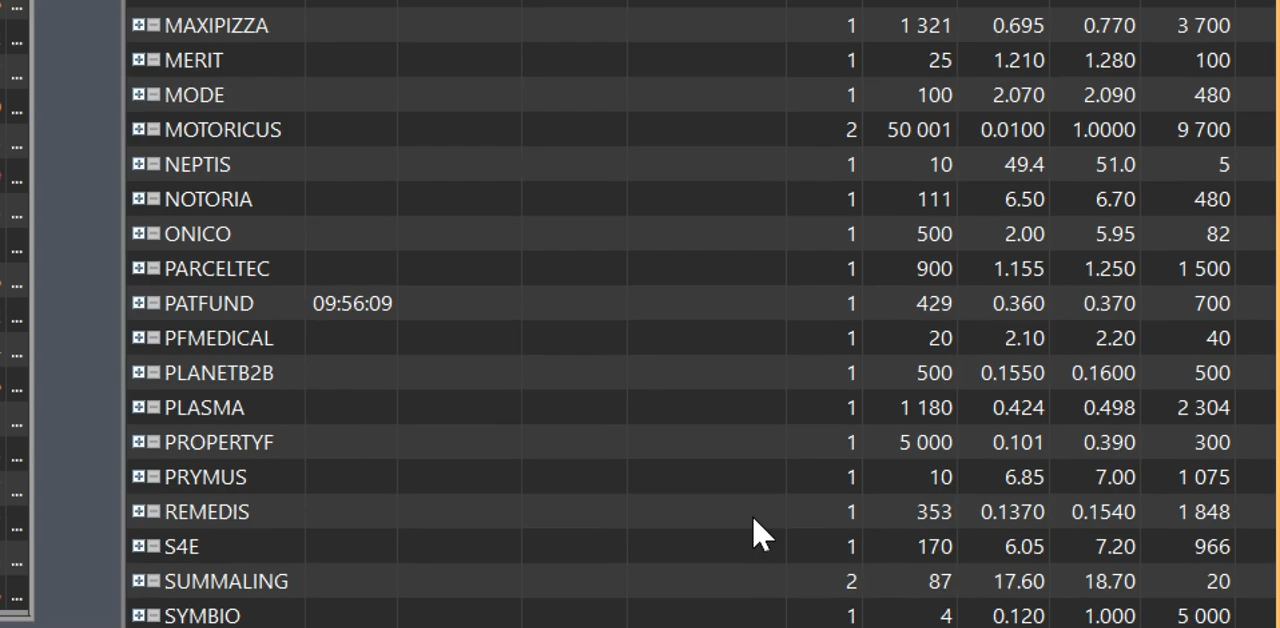 MAXIPIZZA 1 1 321 0.695 0.770 3 700
MERIT 1 25 1.210 1.280 100
MODE 1 100 2.070 2.090 480
MOTORICUS 2 50 001 0.0100 1.0000 9 700
NEPTIS 1 10 49.4 51.0 5
NOTORIA 1 111 6.50 6.70 480
ONICO 1 500 2.00 5.95 82
PARCELTEC 1 900 1.155 1.250 1 500
PATFUND 09:56:09 1 429 0.360 0.370 700
PFMEDICAL 1 20 2.10 2.20 40
PLANETB2B 1 500 0.1550 0.1600 500
PLASMA 1 1 180 0.424 0.498 2 304
PROPERTYF 1 5 000 0.101 0.390 300
PRYMUS 1 10 6.85 7.00 1 075
REMEDIS 1 353 0.1370 0.1540 1 848
S4E 1 170 6.05 7.20 966
SUMMALING 2 87 17.60 18.70 20
SYMBIO 1 4 0.120 1.000 5 000